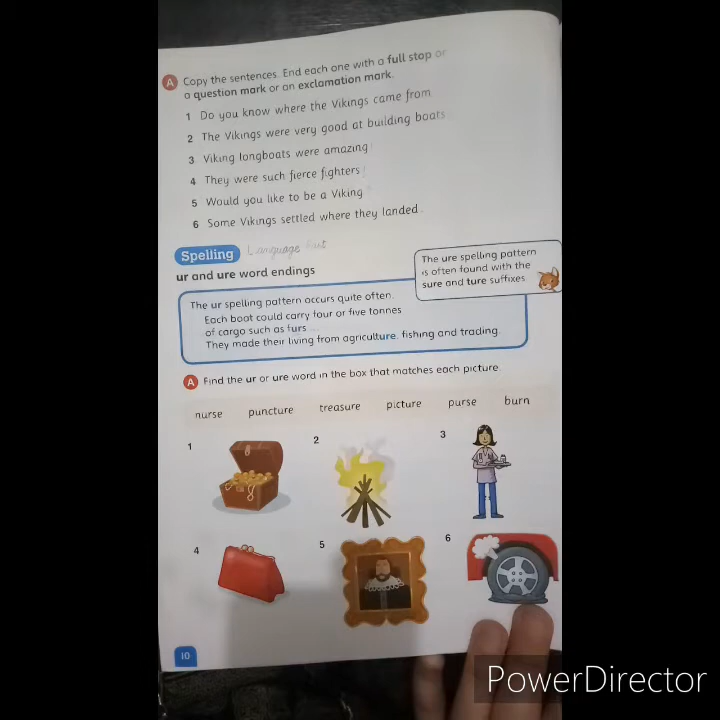 A Copy the sentences. End each one with a full stop or
a question mark or an exclamation mark.
1 Do you know where the Vikings came from
2 The Vikings were very good at building boats
3 Viking longboats were amazing
4 They were such fierce fighters
5 Would you like to be a Viking
6 Some Vikings settled where they landed
Spelling Language
ur and ure word endings
The ure spelling pattern
is often found with the
sure and ture suffixes
The ur spelling pattern occurs quite often.
Each boat could carry four or five tonnes
of cargo such as furs
They made their living from agriculture, fishing and trading.
A Find the ur or ure word in the box that matches each picture.
nurse puncture treasure picture purse burn
1 2 3
4 5 6
10
PowerDirector